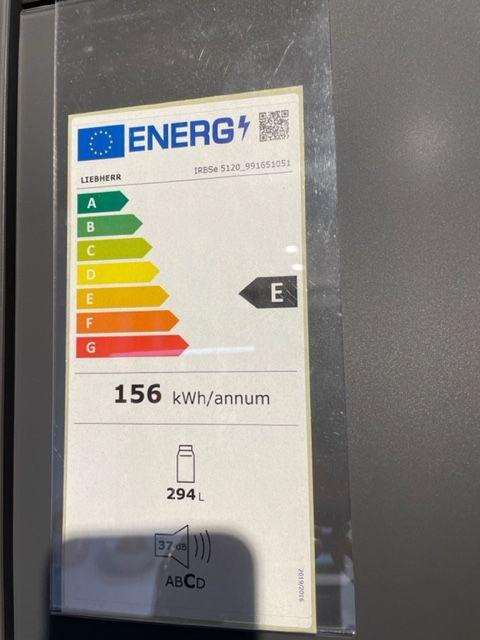 ENERG
LIEBHERR
IRBSe 5120_991651051
A
B
C
D
E
E
F
G
156 kWh/annum
294 L
37 dB
ABCD
2019/2016